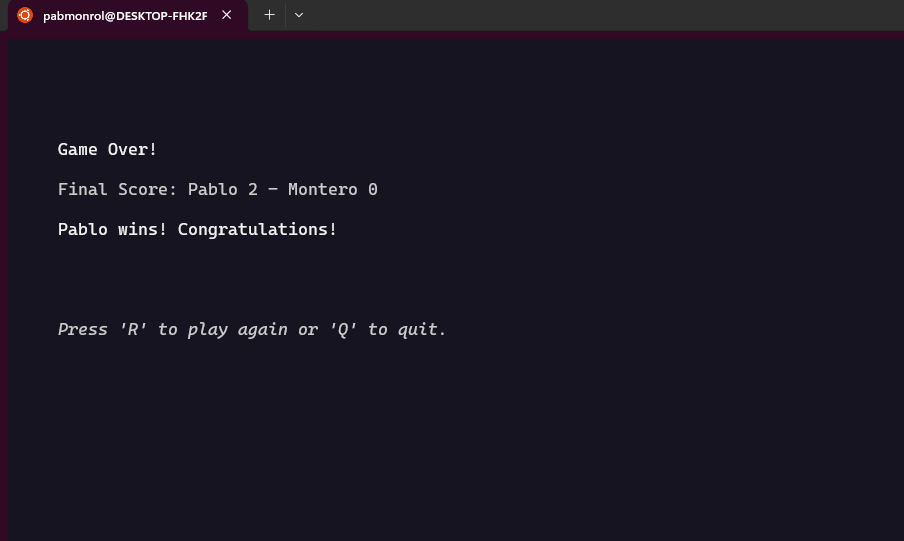 pabmonrol@DESKTOP-FHK2F
Game Over!
Final Score: Pablo 2 – Montero 0
Pablo wins! Congratulations!
Press 'R' to play again or 'Q' to quit.